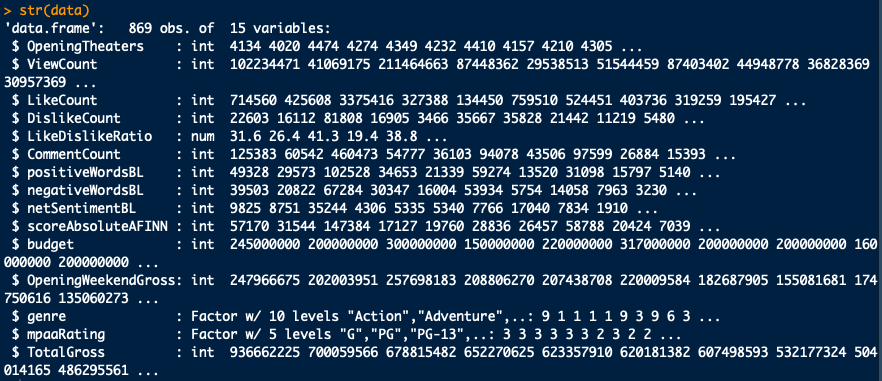 > str(data)
'data.frame':	869 obs. of  15 variables:
 $ OpeningTheaters    : int  4134 4020 4474 4274 4349 4232 4410 4157 4210 4305 ...
 $ ViewCount          : int  102234471 41069175 211464663 87448362 29538513 51544459 87403402 44948778 36828369
30957369 ...
 $ LikeCount          : int  714560 425608 3375416 327388 134450 759510 524451 403736 319259 195427 ...
 $ DislikeCount       : int  22603 16112 81808 16905 3466 35667 35828 21442 11219 5480 ...
 $ LikeDislikeRatio   : num  31.6 26.4 41.3 19.4 38.8 ...
 $ CommentCount       : int  125383 60542 460473 54777 36103 94078 43506 97599 26884 15393 ...
 $ positiveWordsBL    : int  49328 29573 102528 34653 21339 59274 13520 31098 15797 5140 ...
 $ negativeWordsBL    : int  39503 20822 67284 30347 16004 53934 5754 14058 7963 3230 ...
 $ netSentimentBL     : int  9825 8751 35244 4306 5335 5340 7766 17040 7834 1910 ...
 $ scoreAbsoluteAFINN : int  57170 31544 147384 17127 19760 28836 26457 58788 20424 7039 ...
 $ budget             : int  245000000 200000000 300000000 150000000 220000000 317000000 200000000 200000000 160
000000 200000000 ...
 $ OpeningWeekendGross: int  247966675 202003951 257698183 208806270 207438708 220009584 182687905 155081681 174
750616 135060273 ...
 $ genre              : Factor w/ 10 levels "Action","Adventure",..: 9 1 1 1 1 9 3 9 6 3 ...
 $ mpaaRating         : Factor w/ 5 levels "G","PG","PG-13",..: 3 3 3 3 3 3 2 3 2 2 ...
 $ TotalGross         : int  936662225 700059566 678815482 652270625 623357910 620181382 607498593 532177324 504
014165 486295561 ...